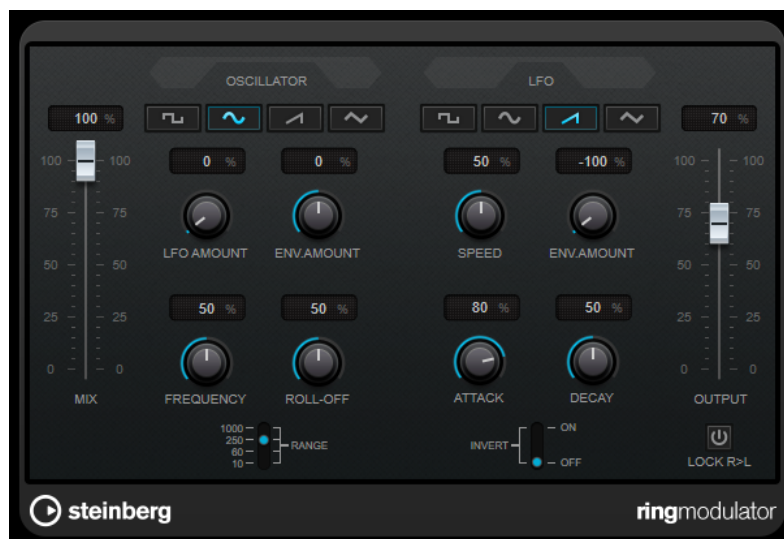 OSCILLATOR
LFO
100 %
70 %
0 %
0 %
50 %
-100 %
100 100
75 75
50 50
25 25
0 0
100 100
75 75
50 50
25 25
0 0
LFO AMOUNT
ENV.AMOUNT
SPEED
ENV.AMOUNT
50 %
50 %
80 %
50 %
MIX
FREQUENCY
ROLL-OFF
ATTACK
DECAY
OUTPUT
1000
250
60
10
RANGE
INVERT
ON
OFF
LOCK R>L
steinberg
ringmodulator